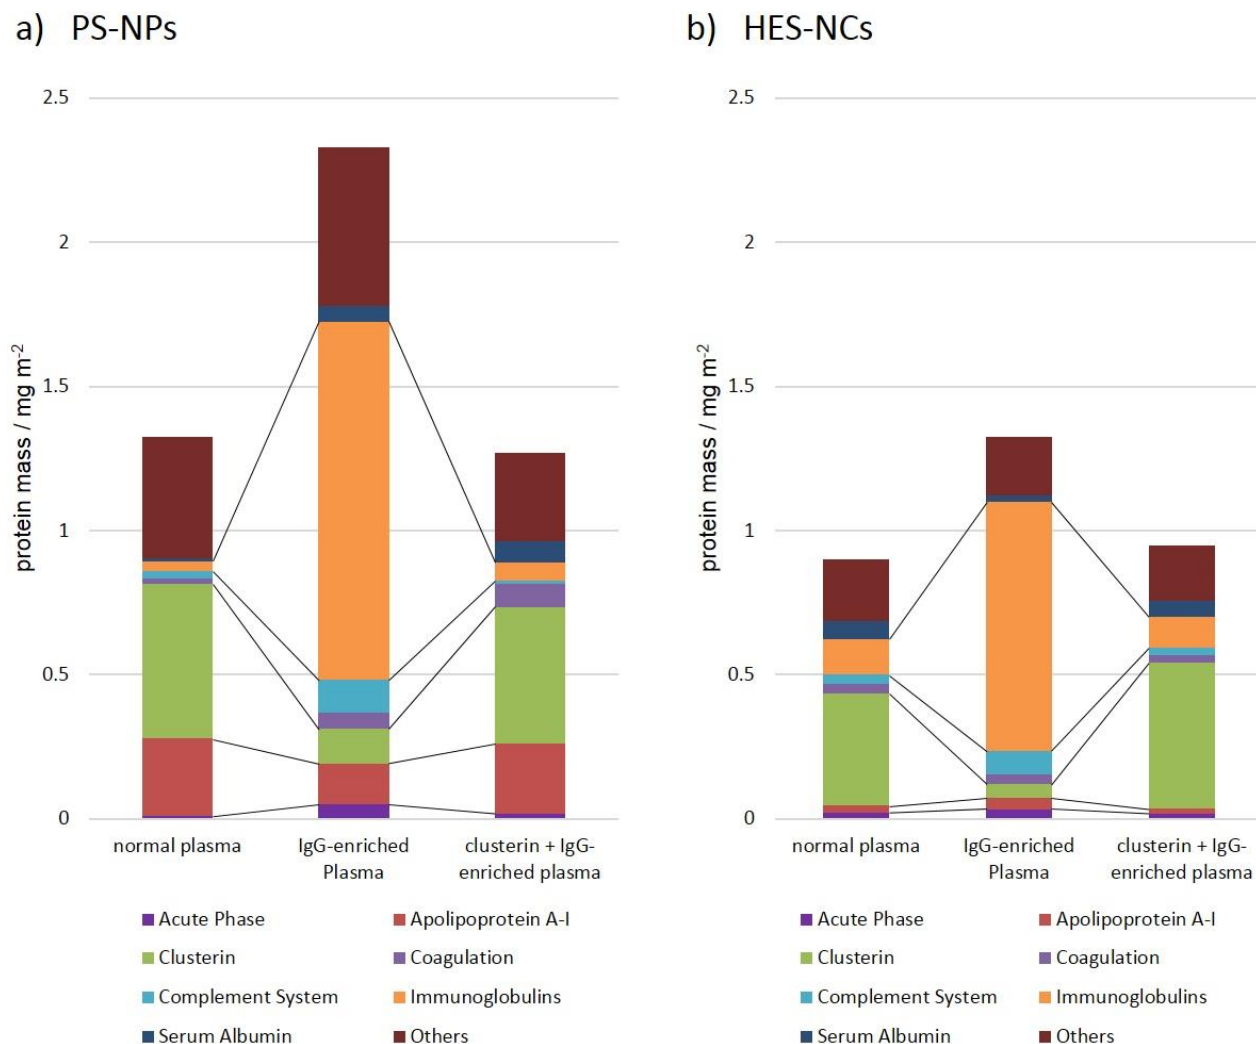 a) PS-NPs
2.5
2
1.5
1
0.5
0
protein mass / mg m⁻²
normal plasma
IgG-enriched
Plasma
clusterin + IgG-
enriched plasma
Acute Phase
Apolipoprotein A-I
Clusterin
Coagulation
Complement System
Immunoglobulins
Serum Albumin
Others
b) HES-NCs
2.5
2
1.5
1
0.5
0
protein mass / mg m⁻²
normal plasma
IgG-enriched
Plasma
clusterin + IgG-
enriched plasma
Acute Phase
Apolipoprotein A-I
Clusterin
Coagulation
Complement System
Immunoglobulins
Serum Albumin
Others